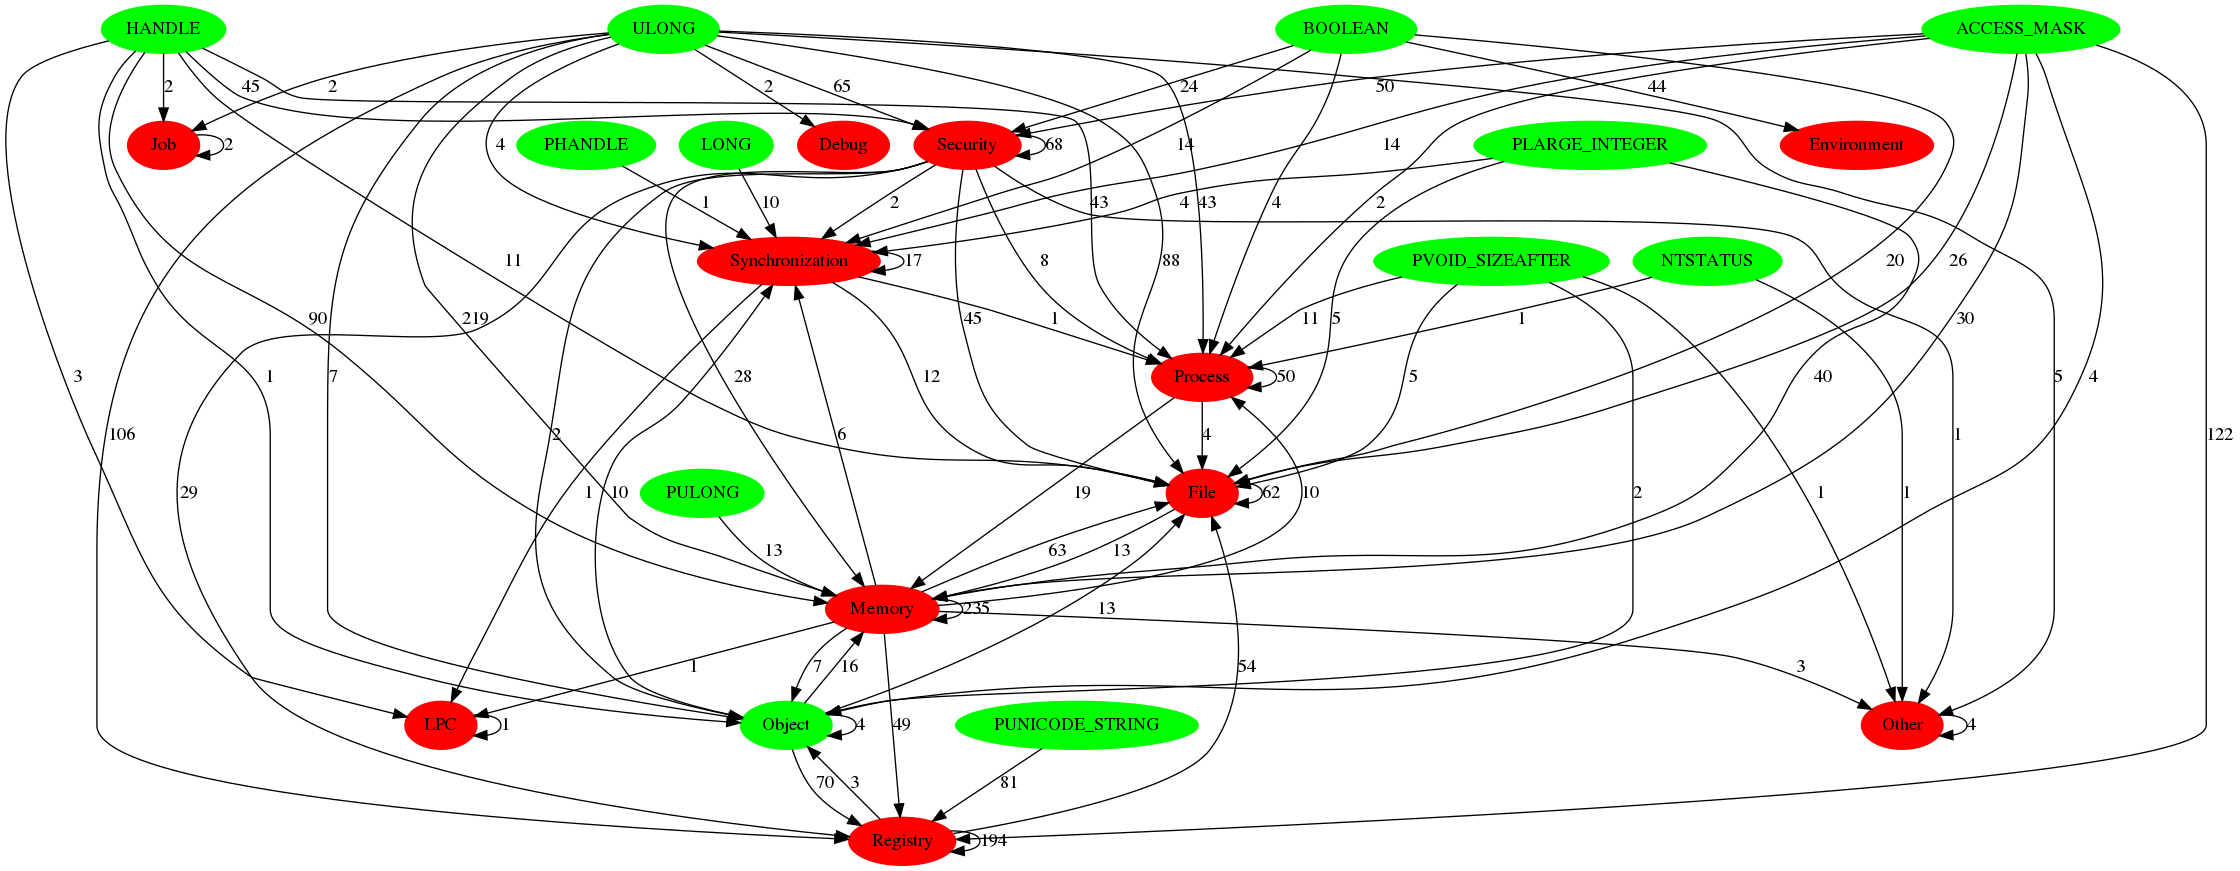 HANDLE ULONG BOOLEAN ACCESS_MASK
2 45 2 2 65 24 50 44
Job 4 PHANDLE LONG Debug Security 68 14 14 PLARGE_INTEGER Environment
2
1 10 2 43 88 43 4 2 4
11 219 Synchronization 17 8 PVOID_SIZEAFTER NTSTATUS 20 26
90 45 1 11 5 1 30
3 1 7 28 12 Process 50 5 40 5 4
106 2 6 4 1 122
29 10 1 PULONG 19 File 62 10 2 1 1
13 63 13
Memory 235 13
1 7 16 54 3
LPC 1 Object 4 49 PUNICODE_STRING Other 4
70 3 81
Registry 194